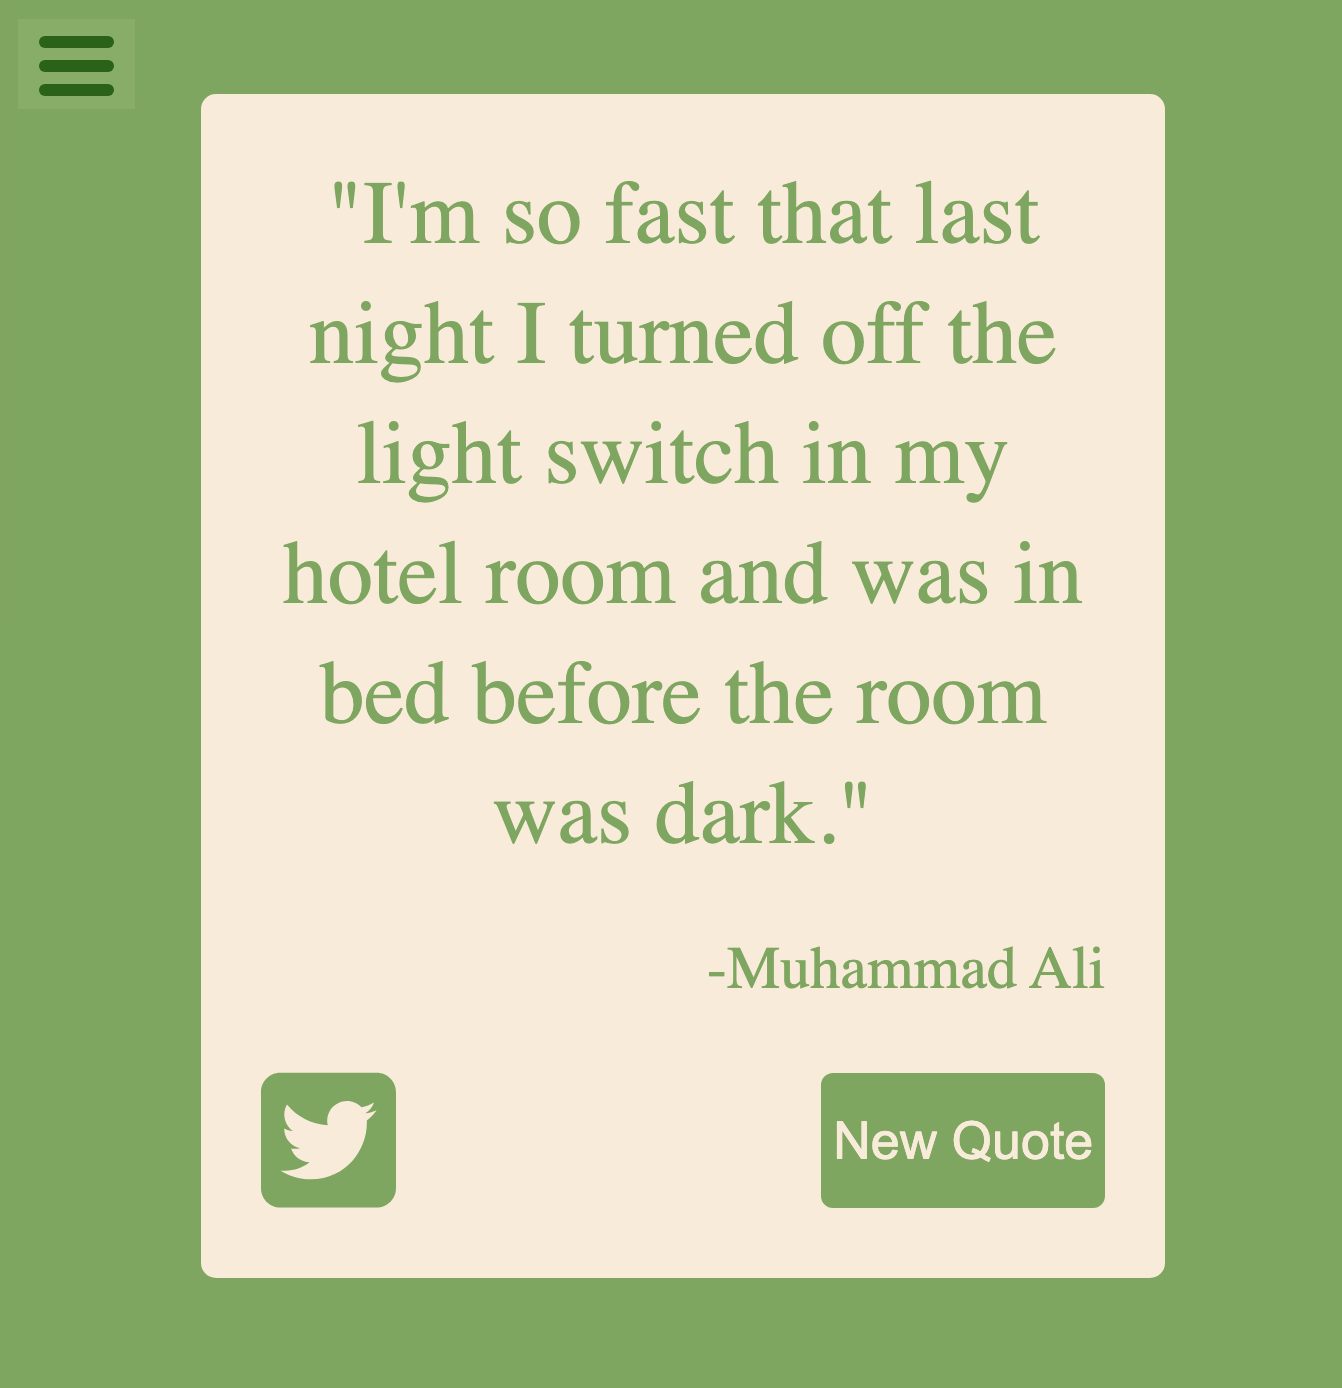 "I'm so fast that last
night I turned off the
light switch in my
hotel room and was in
bed before the room
was dark."
-Muhammad Ali
New Quote